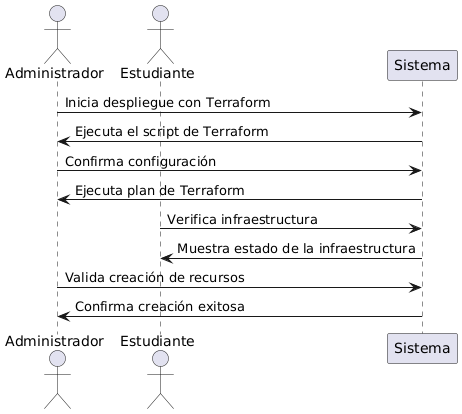 Administrador
Estudiante
Sistema
Inicia despliegue con Terraform
Ejecuta el script de Terraform
Confirma configuración
Ejecuta plan de Terraform
Verifica infraestructura
Muestra estado de la infraestructura
Valida creación de recursos
Confirma creación exitosa
Administrador
Estudiante
Sistema